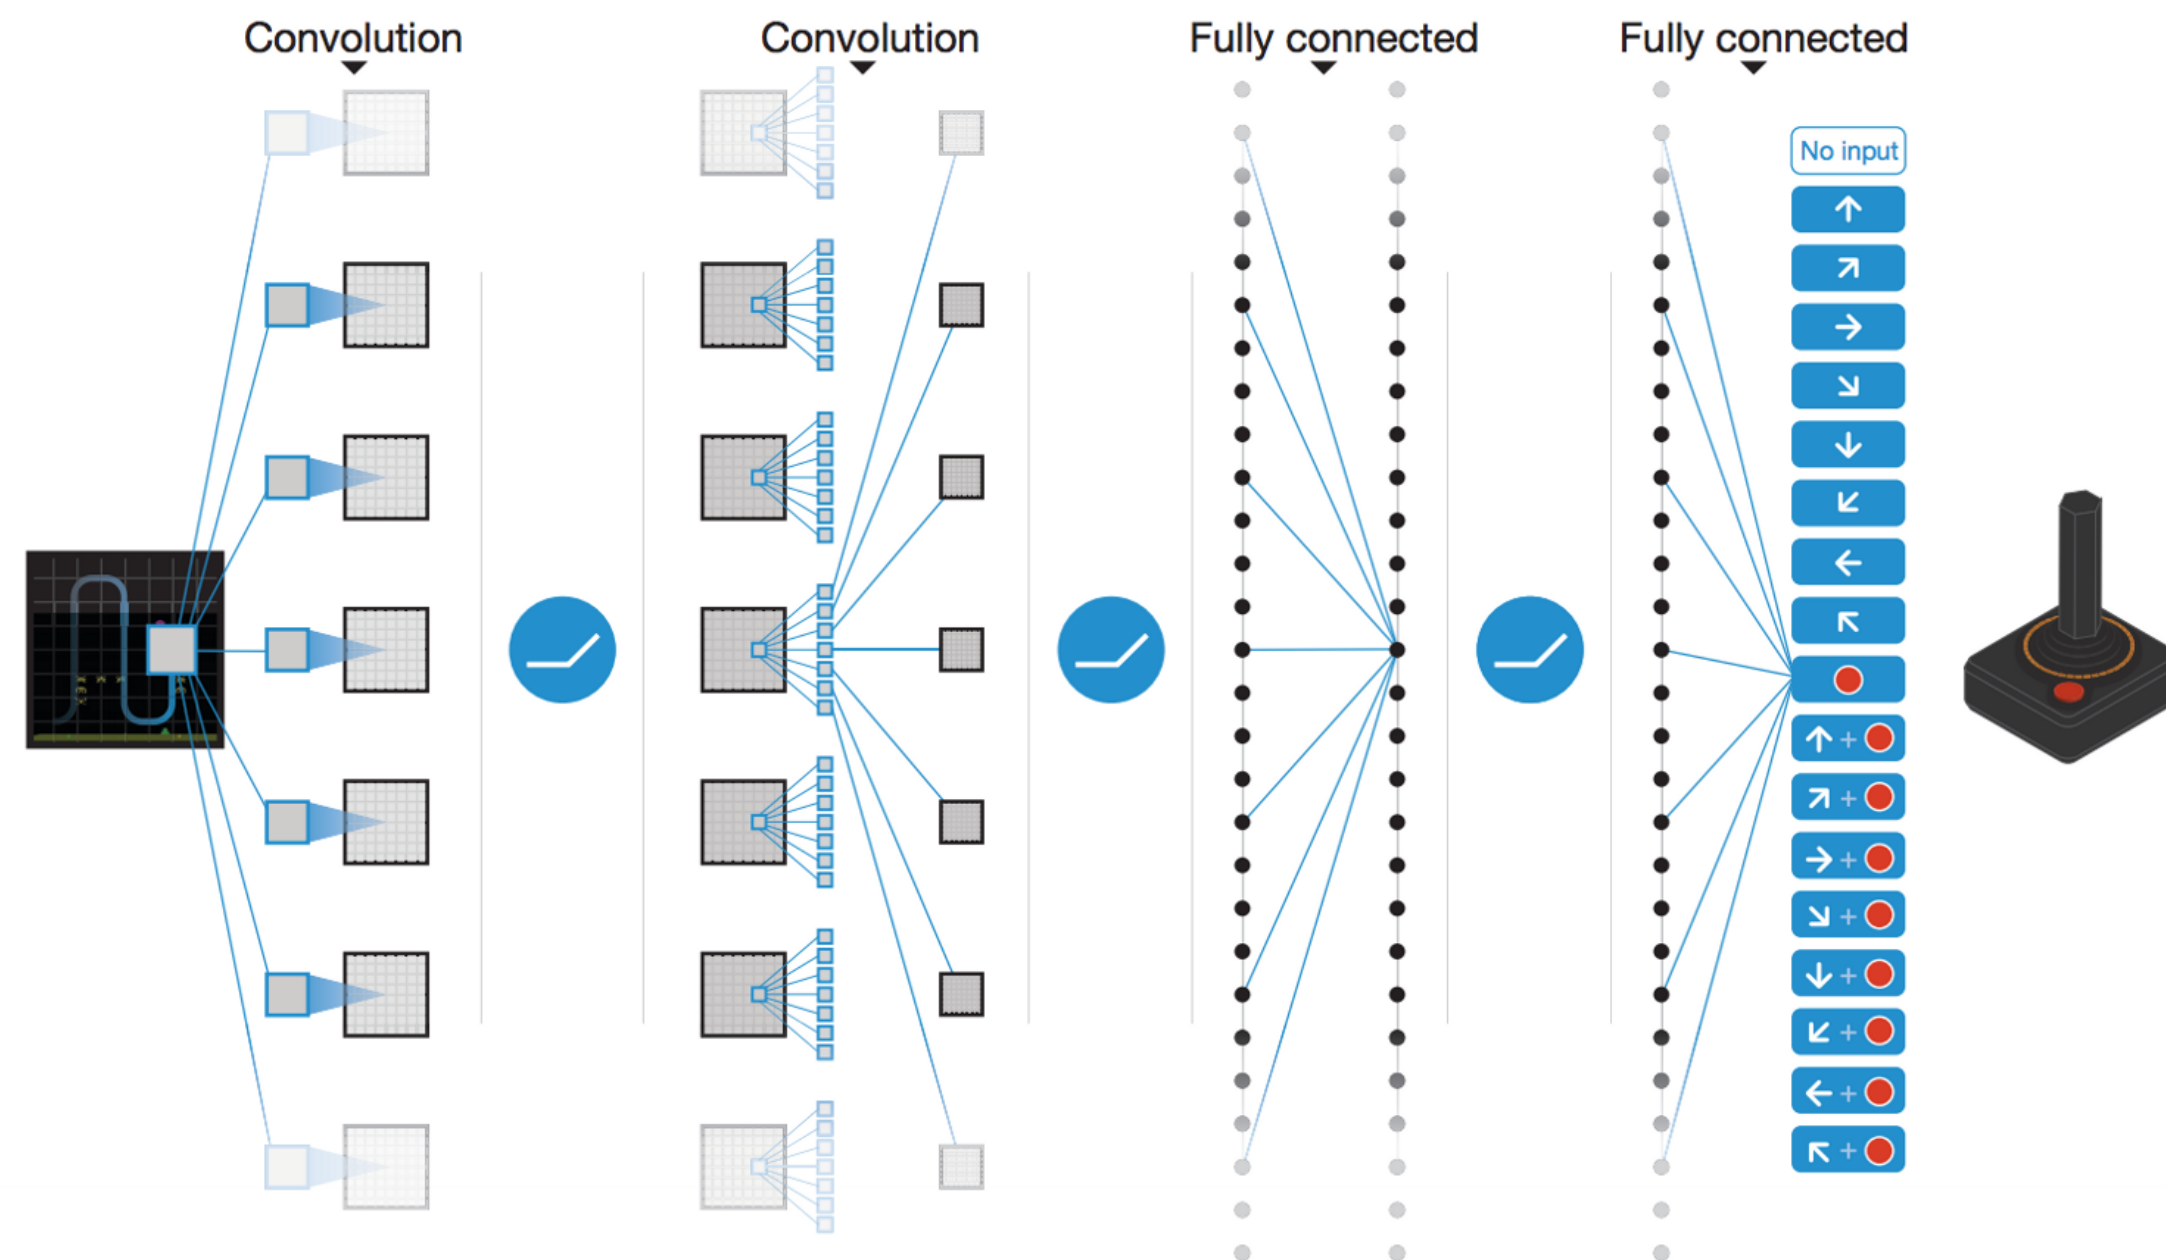 Convolution
Convolution
Fully connected
Fully connected
No input
+
+
+
+
+
+
+
+